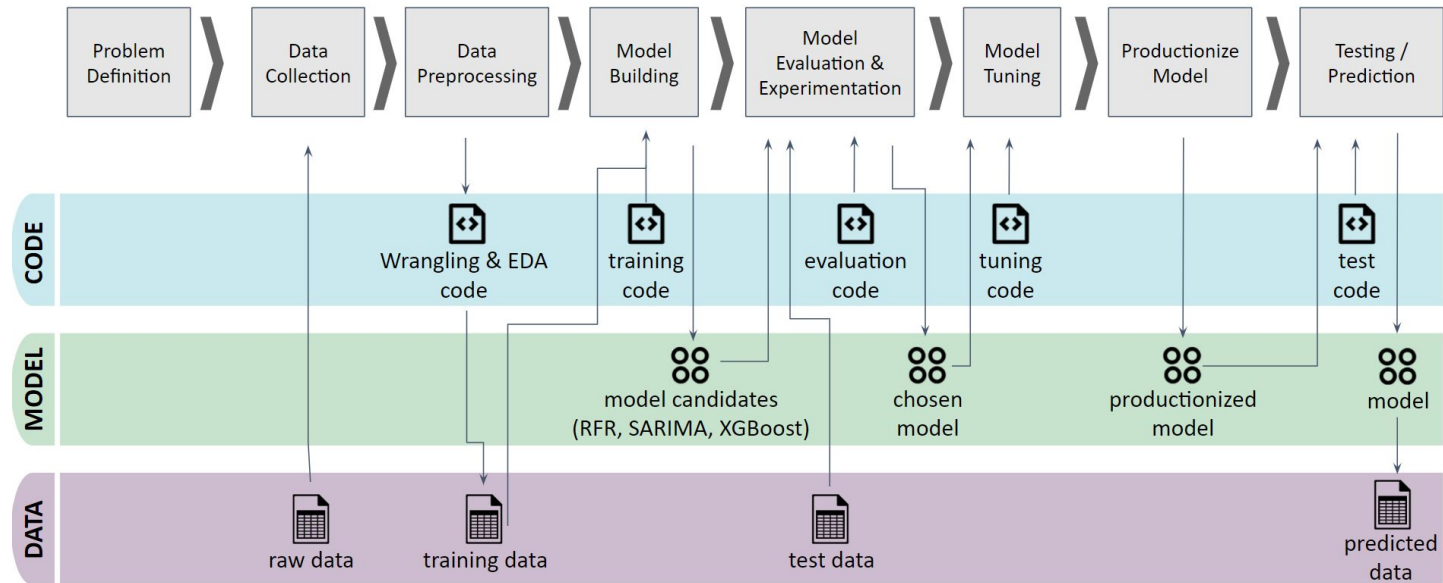 Problem
Definition
Data
Collection
Data
Preprocessing
Model
Building
Model
Evaluation &
Experimentation
Model
Tuning
Productionize
Model
Testing /
Prediction
CODE
Wrangling & EDA
code
training
code
evaluation
code
tuning
code
test
code
MODEL
model candidates
(RFR, SARIMA, XGBoost)
chosen
model
productionized
model
model
DATA
raw data
training data
test data
predicted
data